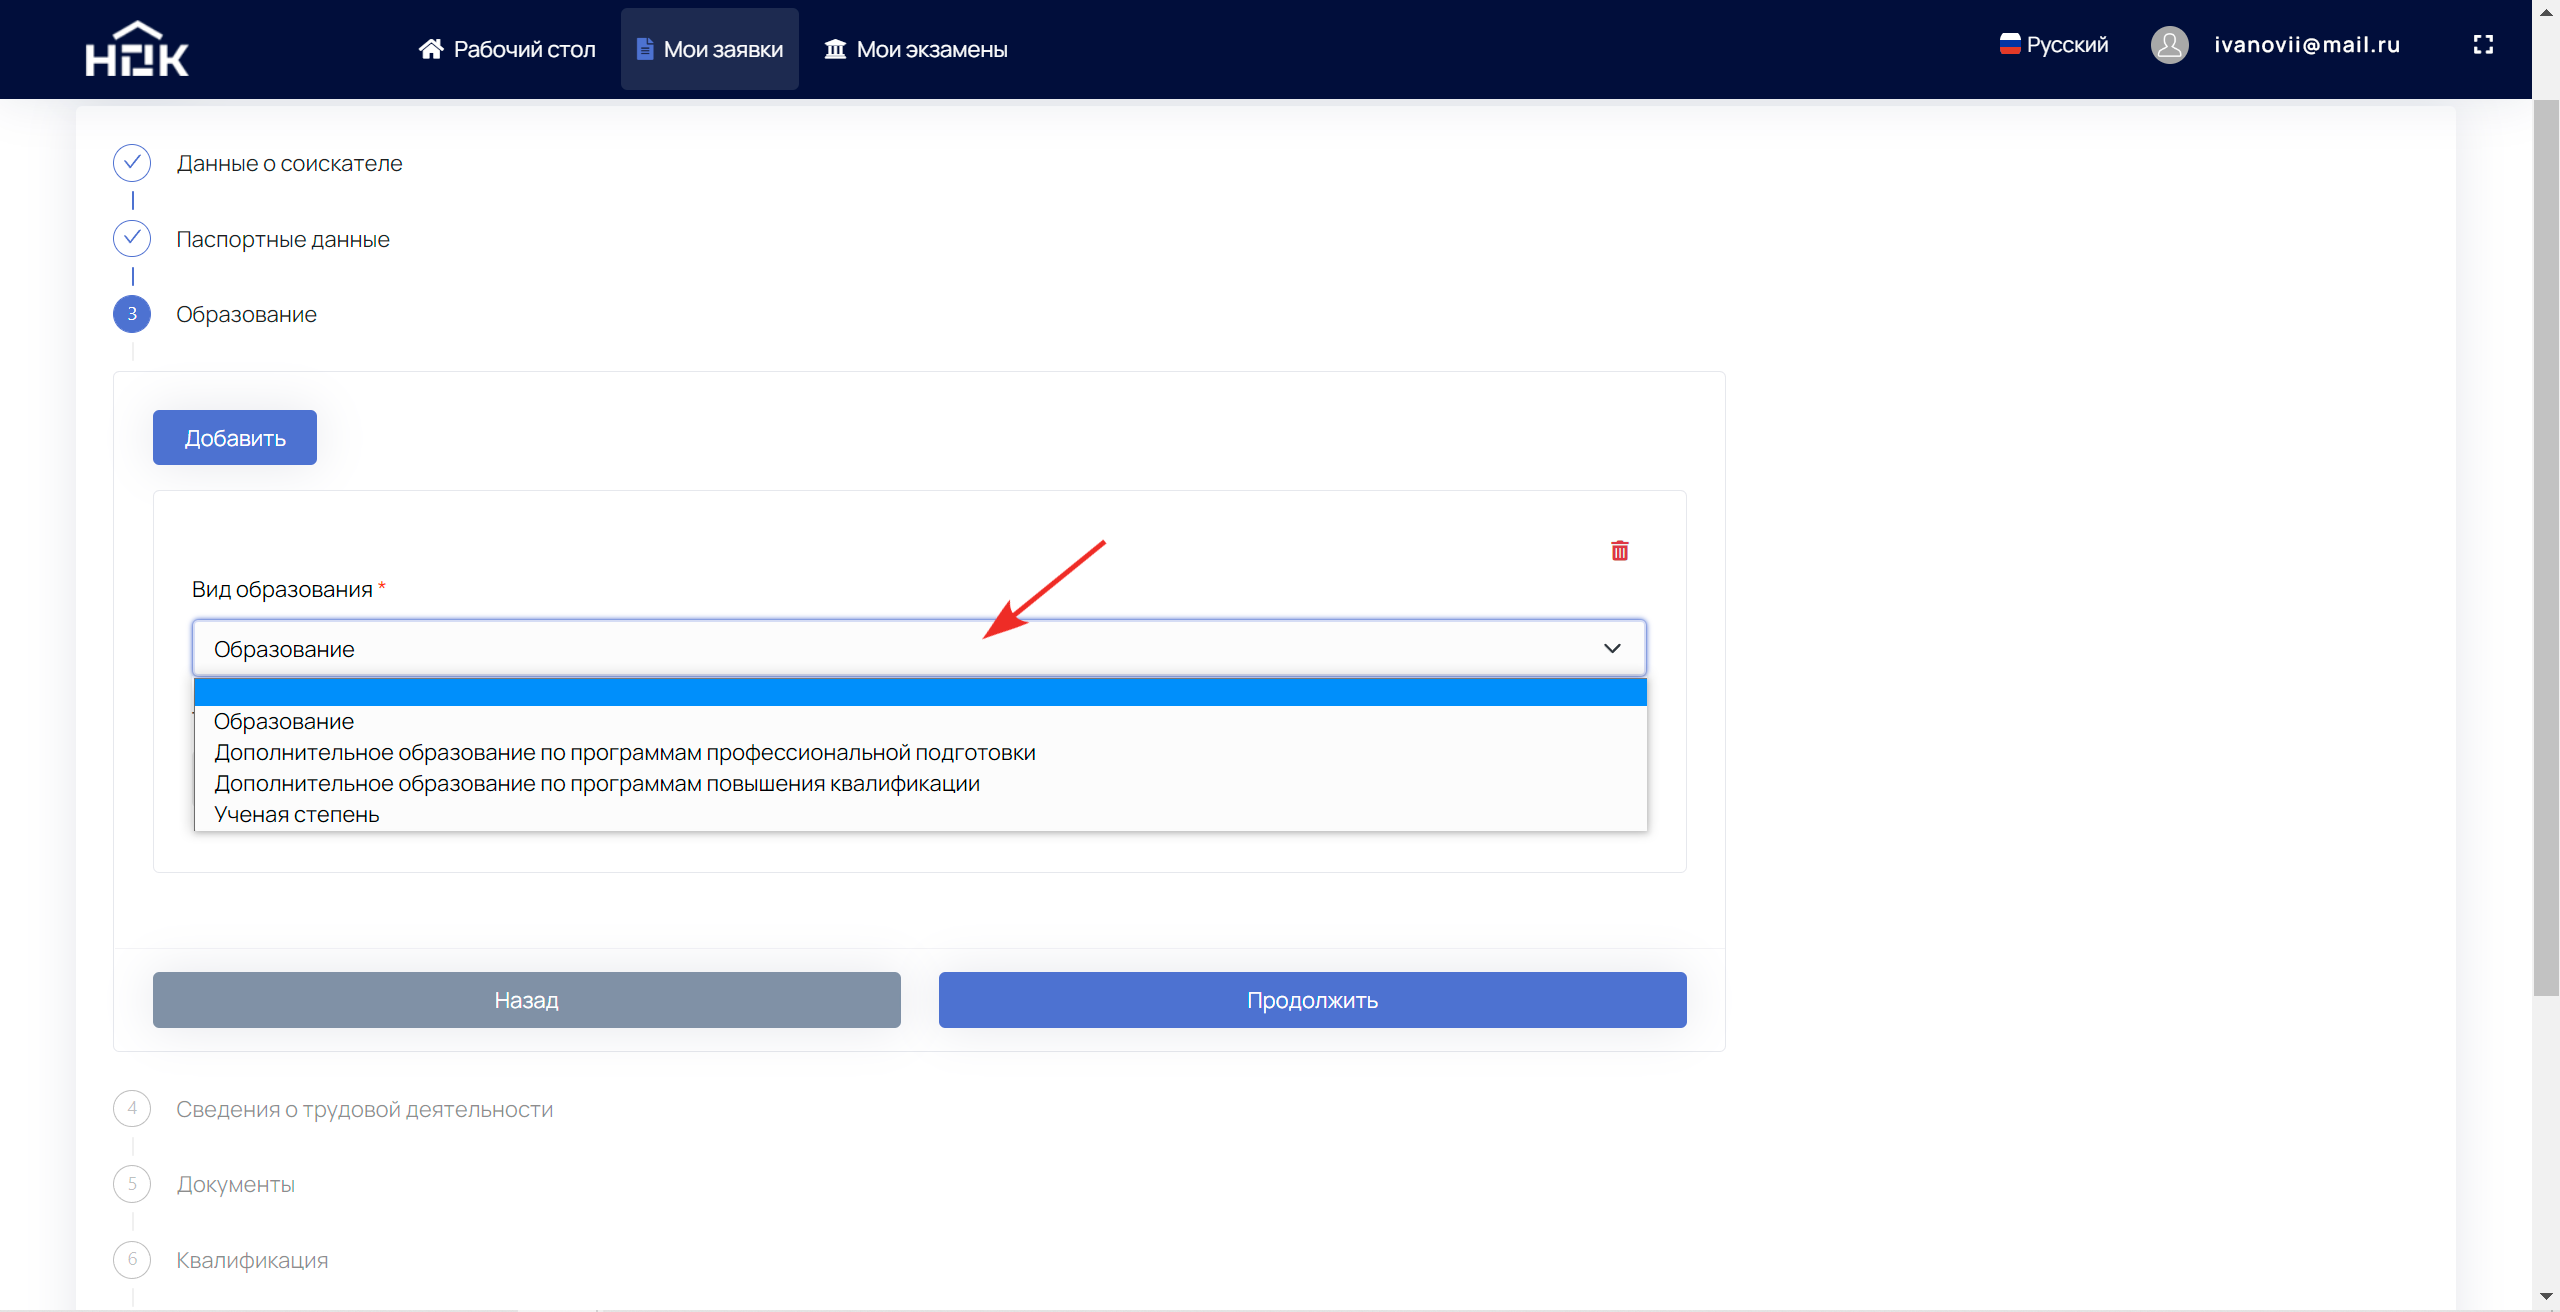 НОК
Рабочий стол
Мои заявки
Мои экзамены
Русский
ivanovii@mail.ru
Данные о соискателе
Паспортные данные
3 Образование
Добавить
Вид образования *
Образование
Образование
Дополнительное образование по программам профессиональной подготовки
Дополнительное образование по программам повышения квалификации
Ученая степень
Назад
Продолжить
4 Сведения о трудовой деятельности
5 Документы
6 Квалификация